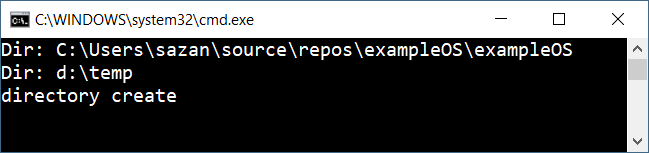 C:\WINDOWS\system32\cmd.exe
Dir: C:\Users\sazan\source\repos\exampleOS\exampleOS
Dir: d:\temp
directory create